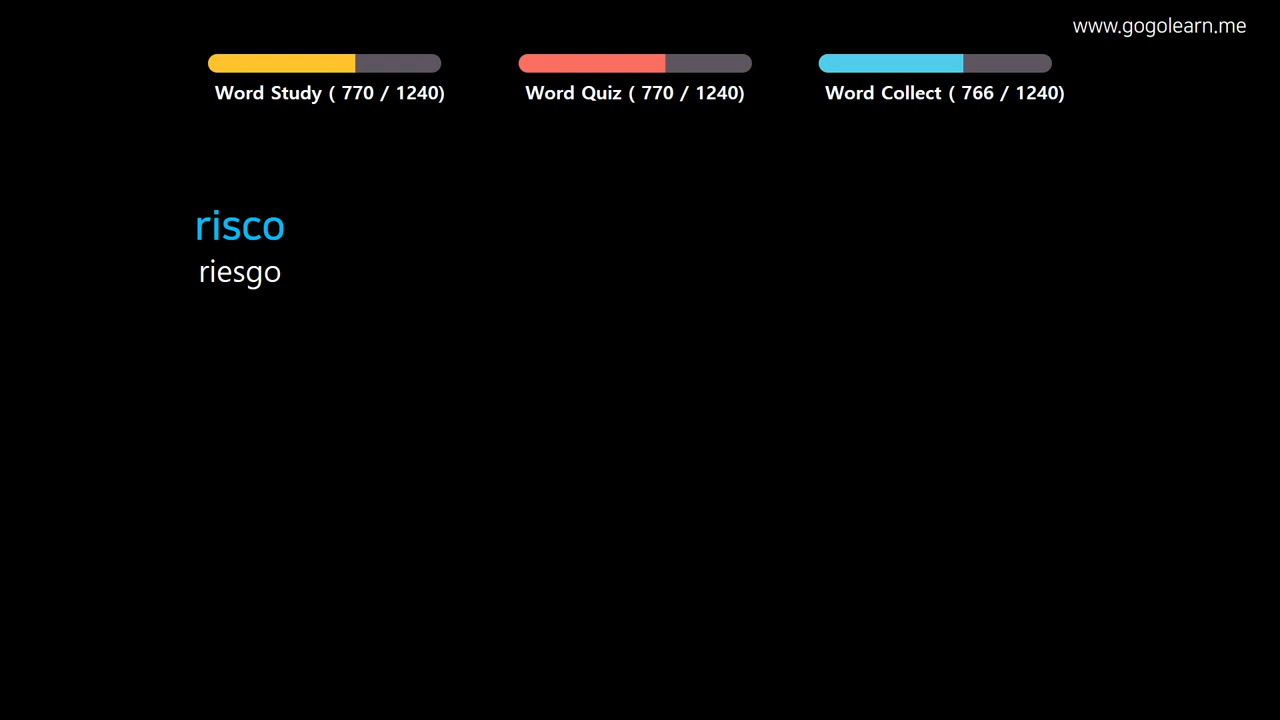 www.gogolearn.me
Word Study ( 770 / 1240)
Word Quiz ( 770 / 1240)
Word Collect ( 766 / 1240)
risco
riesgo